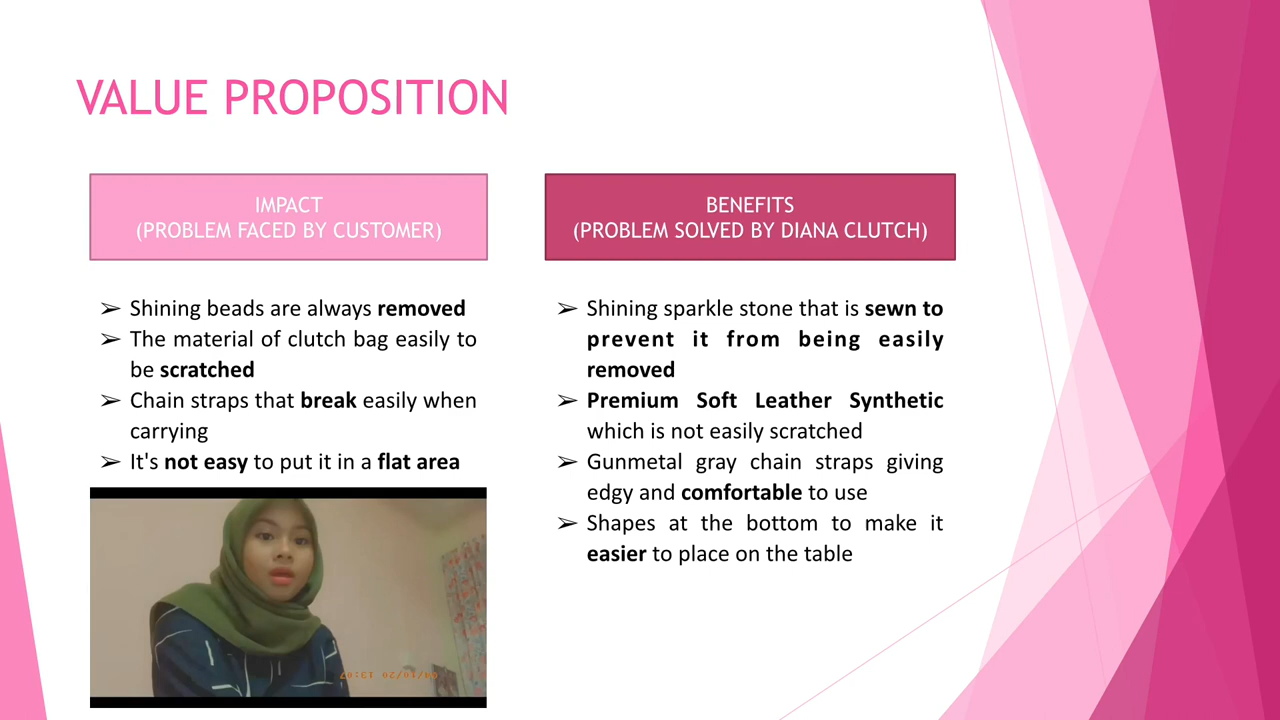 VALUE PROPOSITION
IMPACT
(PROBLEM FACED BY CUSTOMER)
➢ Shining beads are always removed
➢ The material of clutch bag easily to
be scratched
➢ Chain straps that break easily when
carrying
➢ It's not easy to put it in a flat area
BENEFITS
(PROBLEM SOLVED BY DIANA CLUTCH)
➢ Shining sparkle stone that is sewn to
prevent it from being easily
removed
➢ Premium Soft Leather Synthetic
which is not easily scratched
➢ Gunmetal gray chain straps giving
edgy and comfortable to use
➢ Shapes at the bottom to make it
easier to place on the table